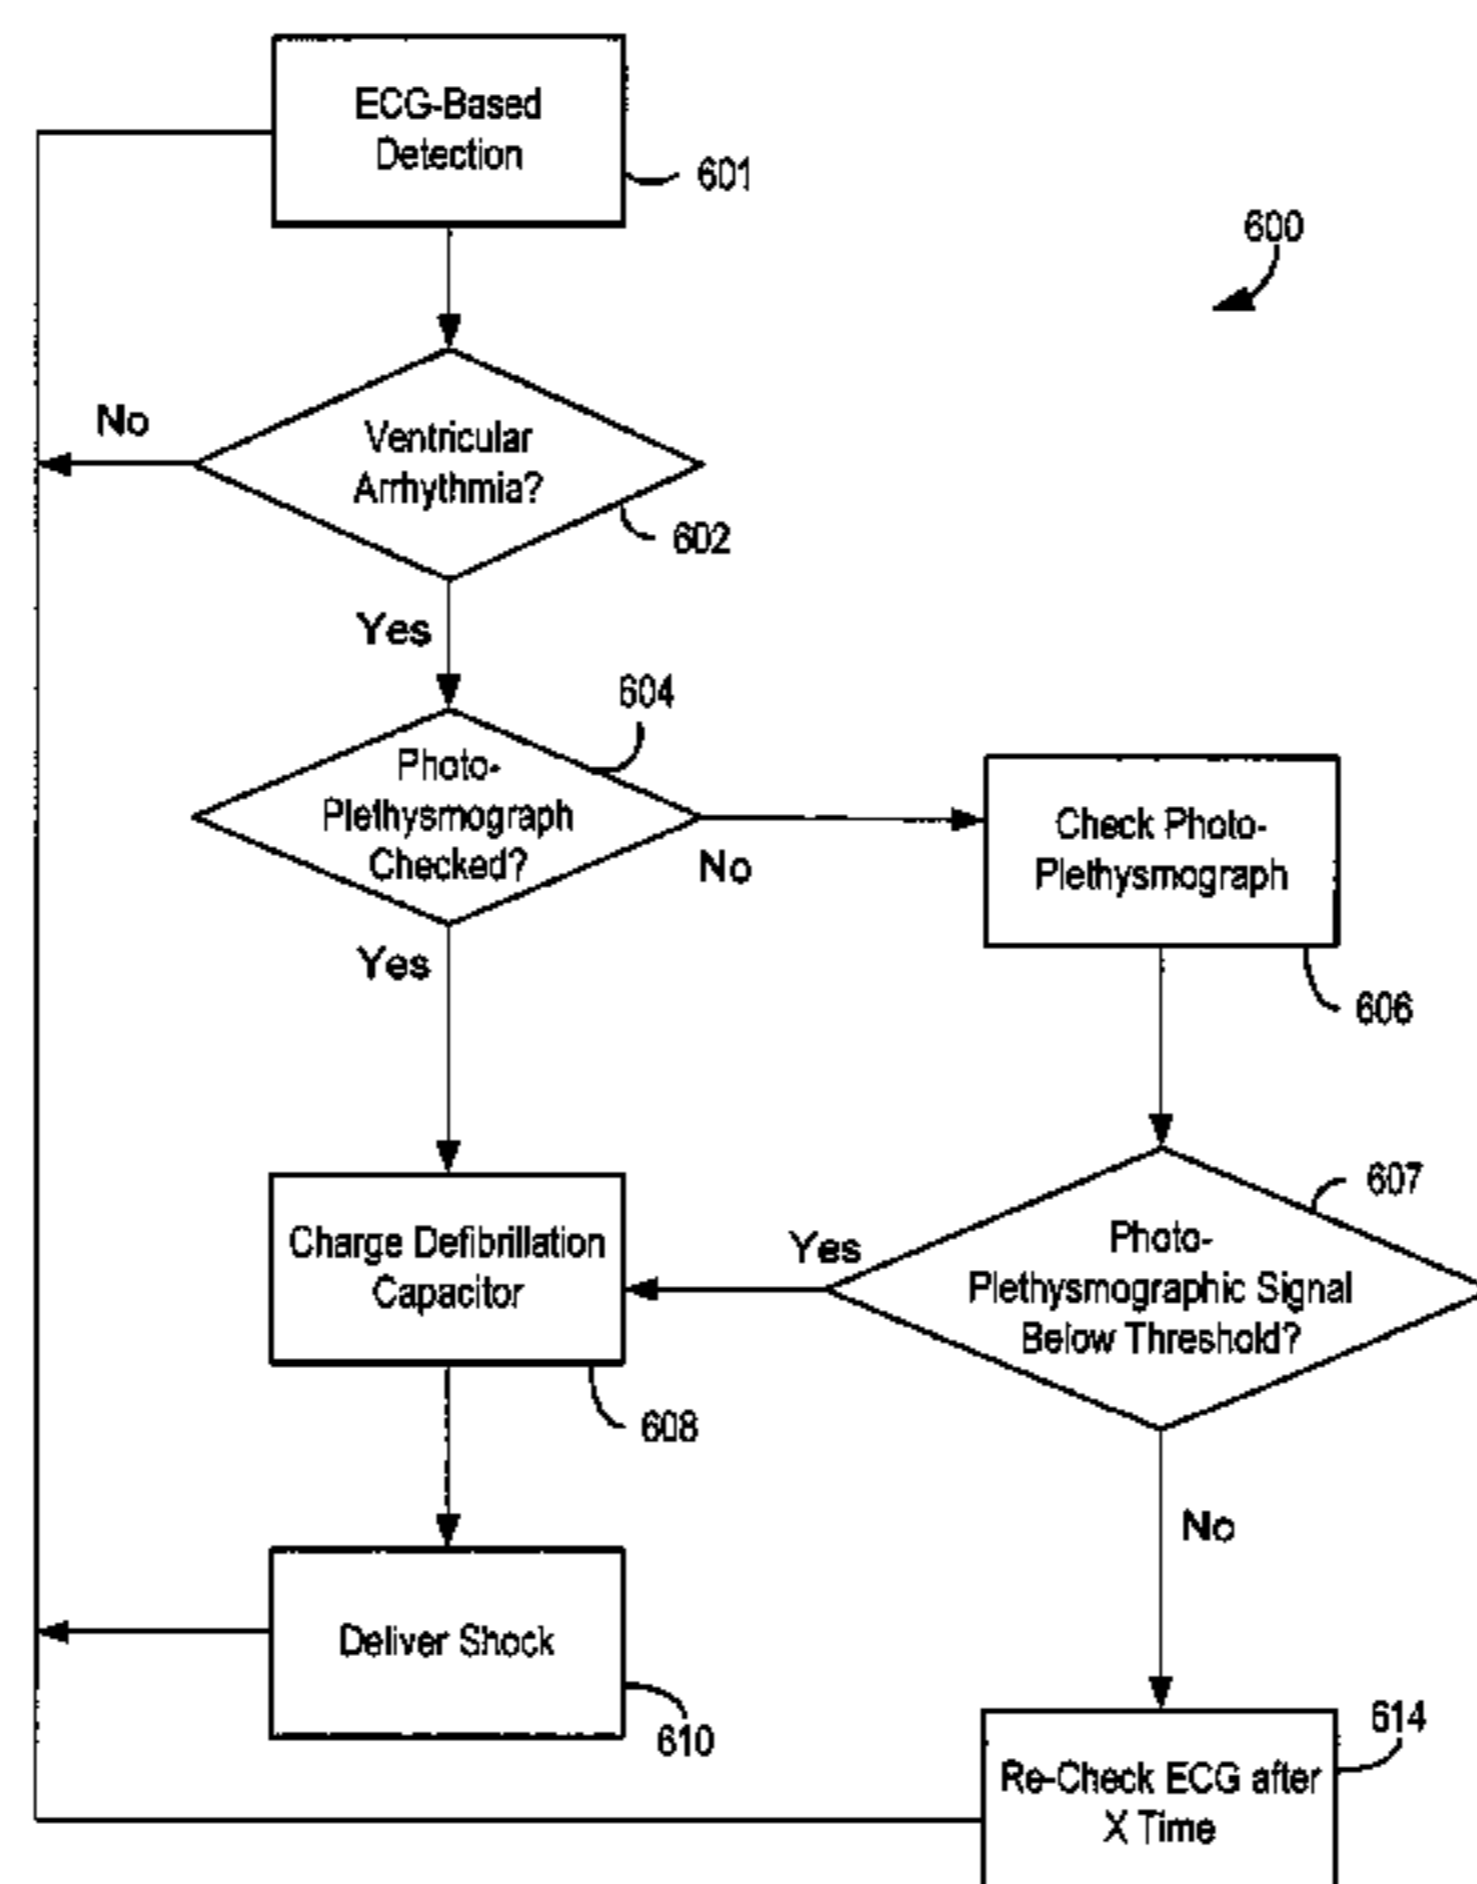 ECG-Based
Detection
601
600
No
Ventricular
Arrhythmia?
602
Yes
604
Photo-
Plethysmograph
Checked?
No
Check Photo-
Plethysmograph
606
Yes
607
Photo-
Plethysmographic Signal
Below Threshold?
Yes
Charge Defibrillation
Capacitor
608
No
Deliver Shock
610
614
Re-Check ECG after
X Time